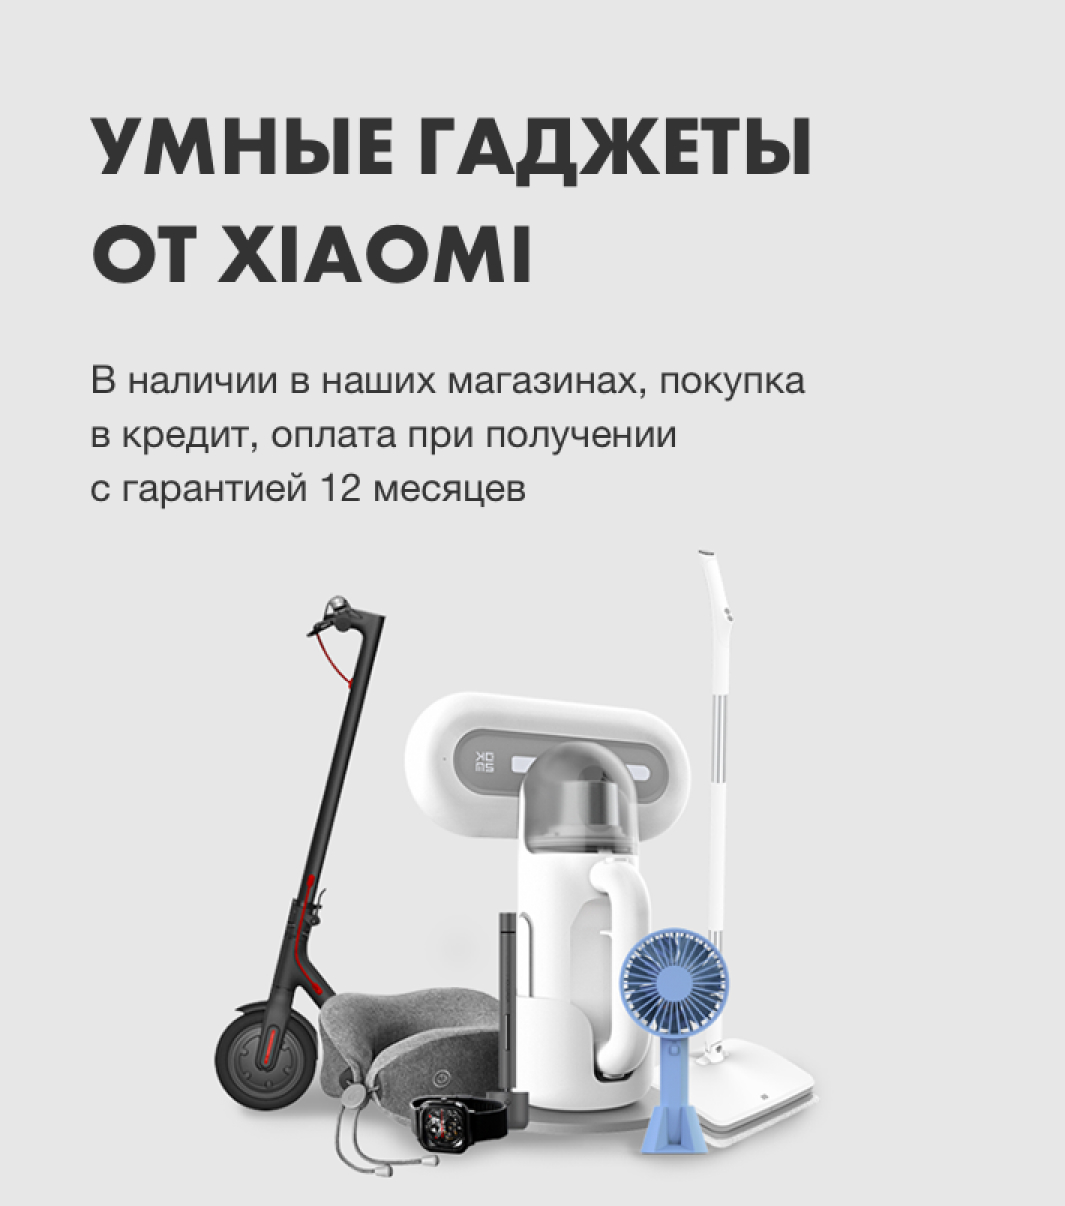 УМНЫЕ ГАДЖЕТЫ
ОТ XIAOMI
В наличии в наших магазинах, покупка
в кредит, оплата при получении
с гарантией 12 месяцев